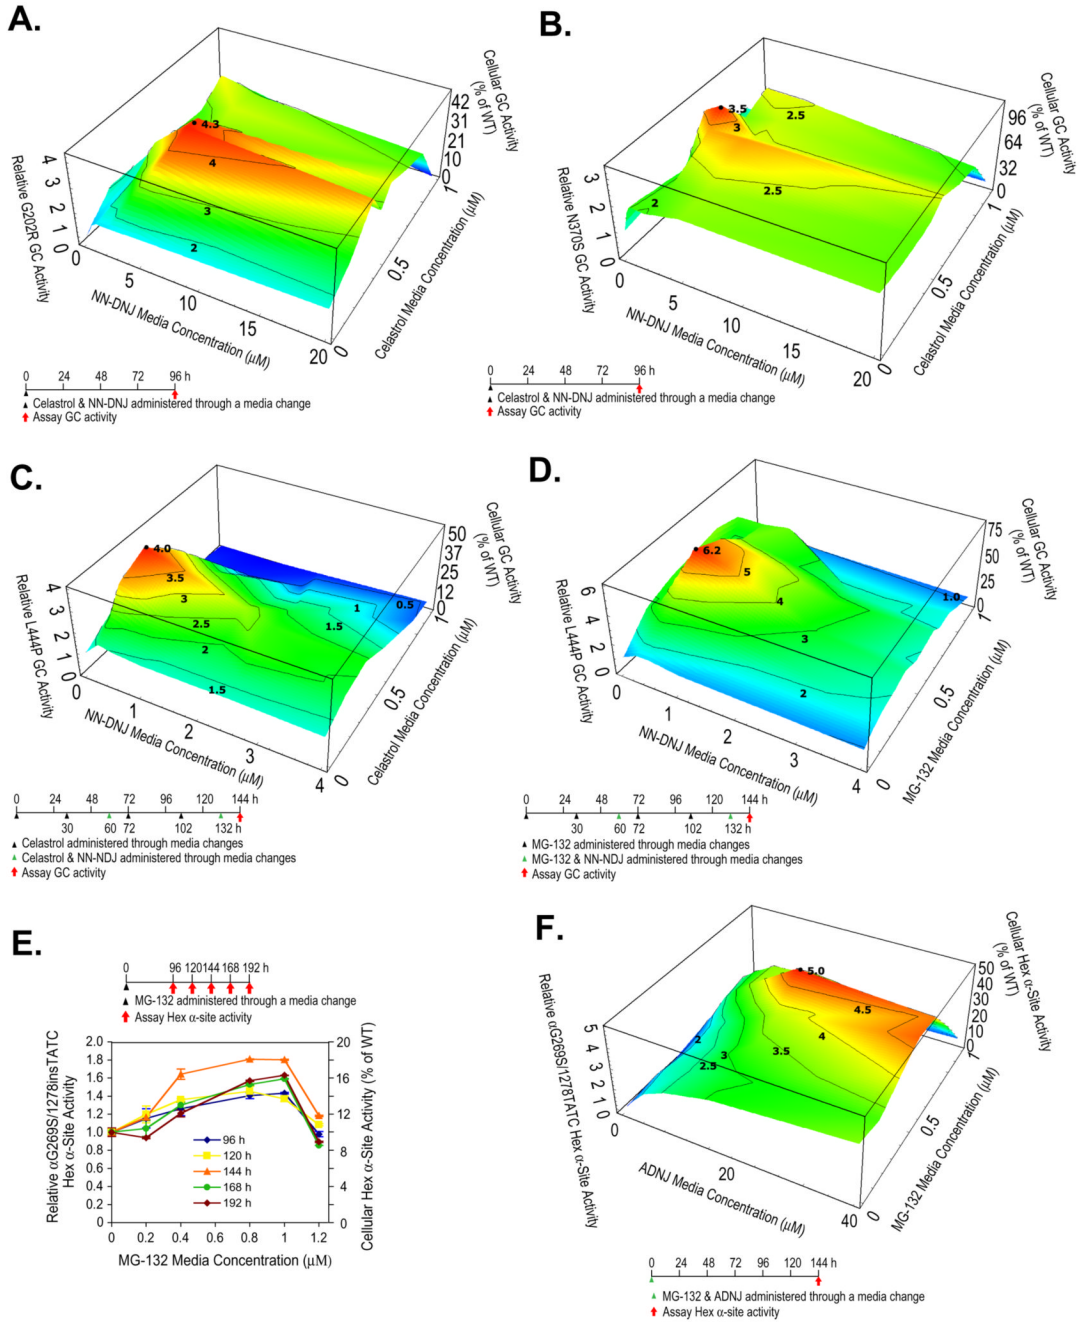 A.
Cellular GC Activity
(% of WT)
42
31
21
10
0
4.3
4
3
2
4
3
2
1
0
Relative G202R GC Activity
0
5
10
15
20
NN-DNJ Media Concentration (µM)
0
0.5
1
Celastrol Media Concentration (µM)
0 24 48 72 96 h
Celastrol & NN-DNJ administered through a media change
Assay GC activity
B.
Cellular GC Activity
(% of WT)
96
64
32
0
3.5
3
2.5
2.5
2
3
2
1
0
Relative N370S GC Activity
0
5
10
15
20
NN-DNJ Media Concentration (µM)
0
0.5
1
Celastrol Media Concentration (µM)
0 24 48 72 96 h
Celastrol & NN-DNJ administered through a media change
Assay GC activity
C.
Cellular GC Activity
(% of WT)
50
37
25
12
0
4.0
3.5
3
2.5
2
1.5
1
0.5
1.5
4
3
2
1
0
Relative L444P GC Activity
0
1
2
3
4
NN-DNJ Media Concentration (µM)
0
0.5
1
Celastrol Media Concentration (µM)
0 24 48 72 96 120 144 h
30 60 72 102 132 h
Celastrol administered through media changes
Celastrol & NN-NDJ administered through media changes
Assay GC activity
D.
Cellular GC Activity
(% of WT)
75
50
25
0
6.2
5
4
3
2
1.0
6
4
2
0
Relative L444P GC Activity
0
1
2
3
4
NN-DNJ Media Concentration (µM)
0
0.5
1
MG-132 Media Concentration (µM)
0 24 48 72 96 120 144 h
30 60 72 102 132 h
MG-132 administered through media changes
MG-132 & NN-NDJ administered through media changes
Assay GC activity
E.
0 96 120 144 168 192 h
MG-132 administered through a media change
Assay Hex α-site activity
2.0
1.8
1.6
1.4
1.2
1.0
0.8
0.6
0.4
0.2
0
Relative αG269S/1278insTATC
Hex α-Site Activity
20
18
16
14
12
10
8
6
4
2
0
Cellular Hex α-Site Activity (% of WT)
96 h
120 h
144 h
168 h
192 h
0 0.2 0.4 0.6 0.8 1 1.2
MG-132 Media Concentration (µM)
F.
Cellular Hex α-Site Activity
(% of WT)
50
40
30
20
10
0
5.0
4.5
4
3.5
3
2.5
2
5
4
3
2
1
0
Relative αG269S/1278TATC Hex α-Site Activity
0
20
40
ADNJ Media Concentration (µM)
0
0.5
1
MG-132 Media Concentration (µM)
0 24 48 72 96 120 144 h
MG-132 & ADNJ administered through a media change
Assay Hex α-site activity